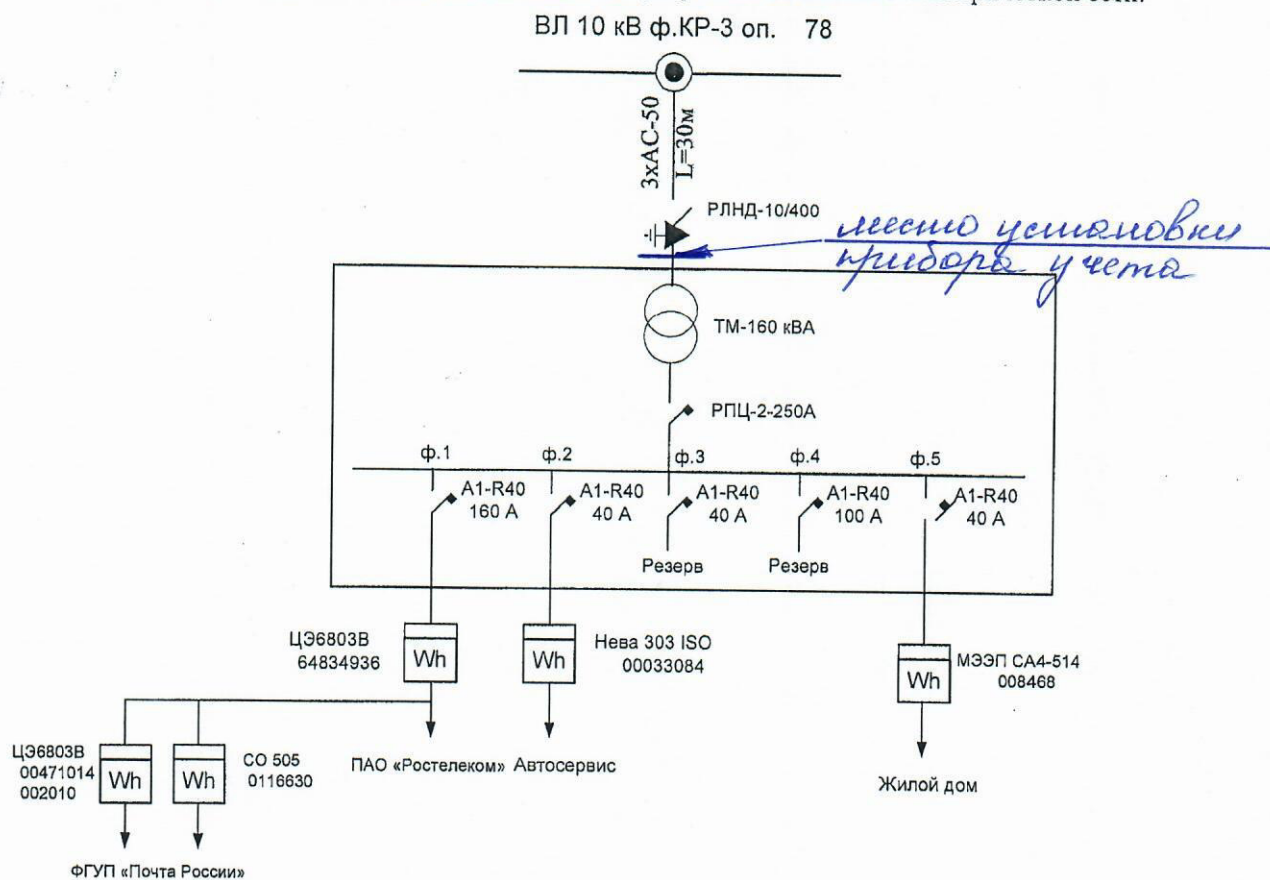 ВЛ 10 кВ ф.КР-3 оп. 78
3хАС-50
L=30м
РЛНД-10/400
место установки
прибора учета
ТМ-160 кВА
РПЦ-2-250А
ф.1
ф.2
ф.3
ф.4
ф.5
А1-R40
160 А
А1-R40
40 А
А1-R40
40 А
А1-R40
100 А
А1-R40
40 А
Резерв
Резерв
ЦЭ6803В
64834936
Wh
Нева 303 ISO
00033084
Wh
МЭЭП СА4-514
008468
Wh
ЦЭ6803В
00471014
002010
Wh
СО 505
0116630
Wh
ПАО «Ростелеком»
Автосервис
Жилой дом
ФГУП «Почта России»